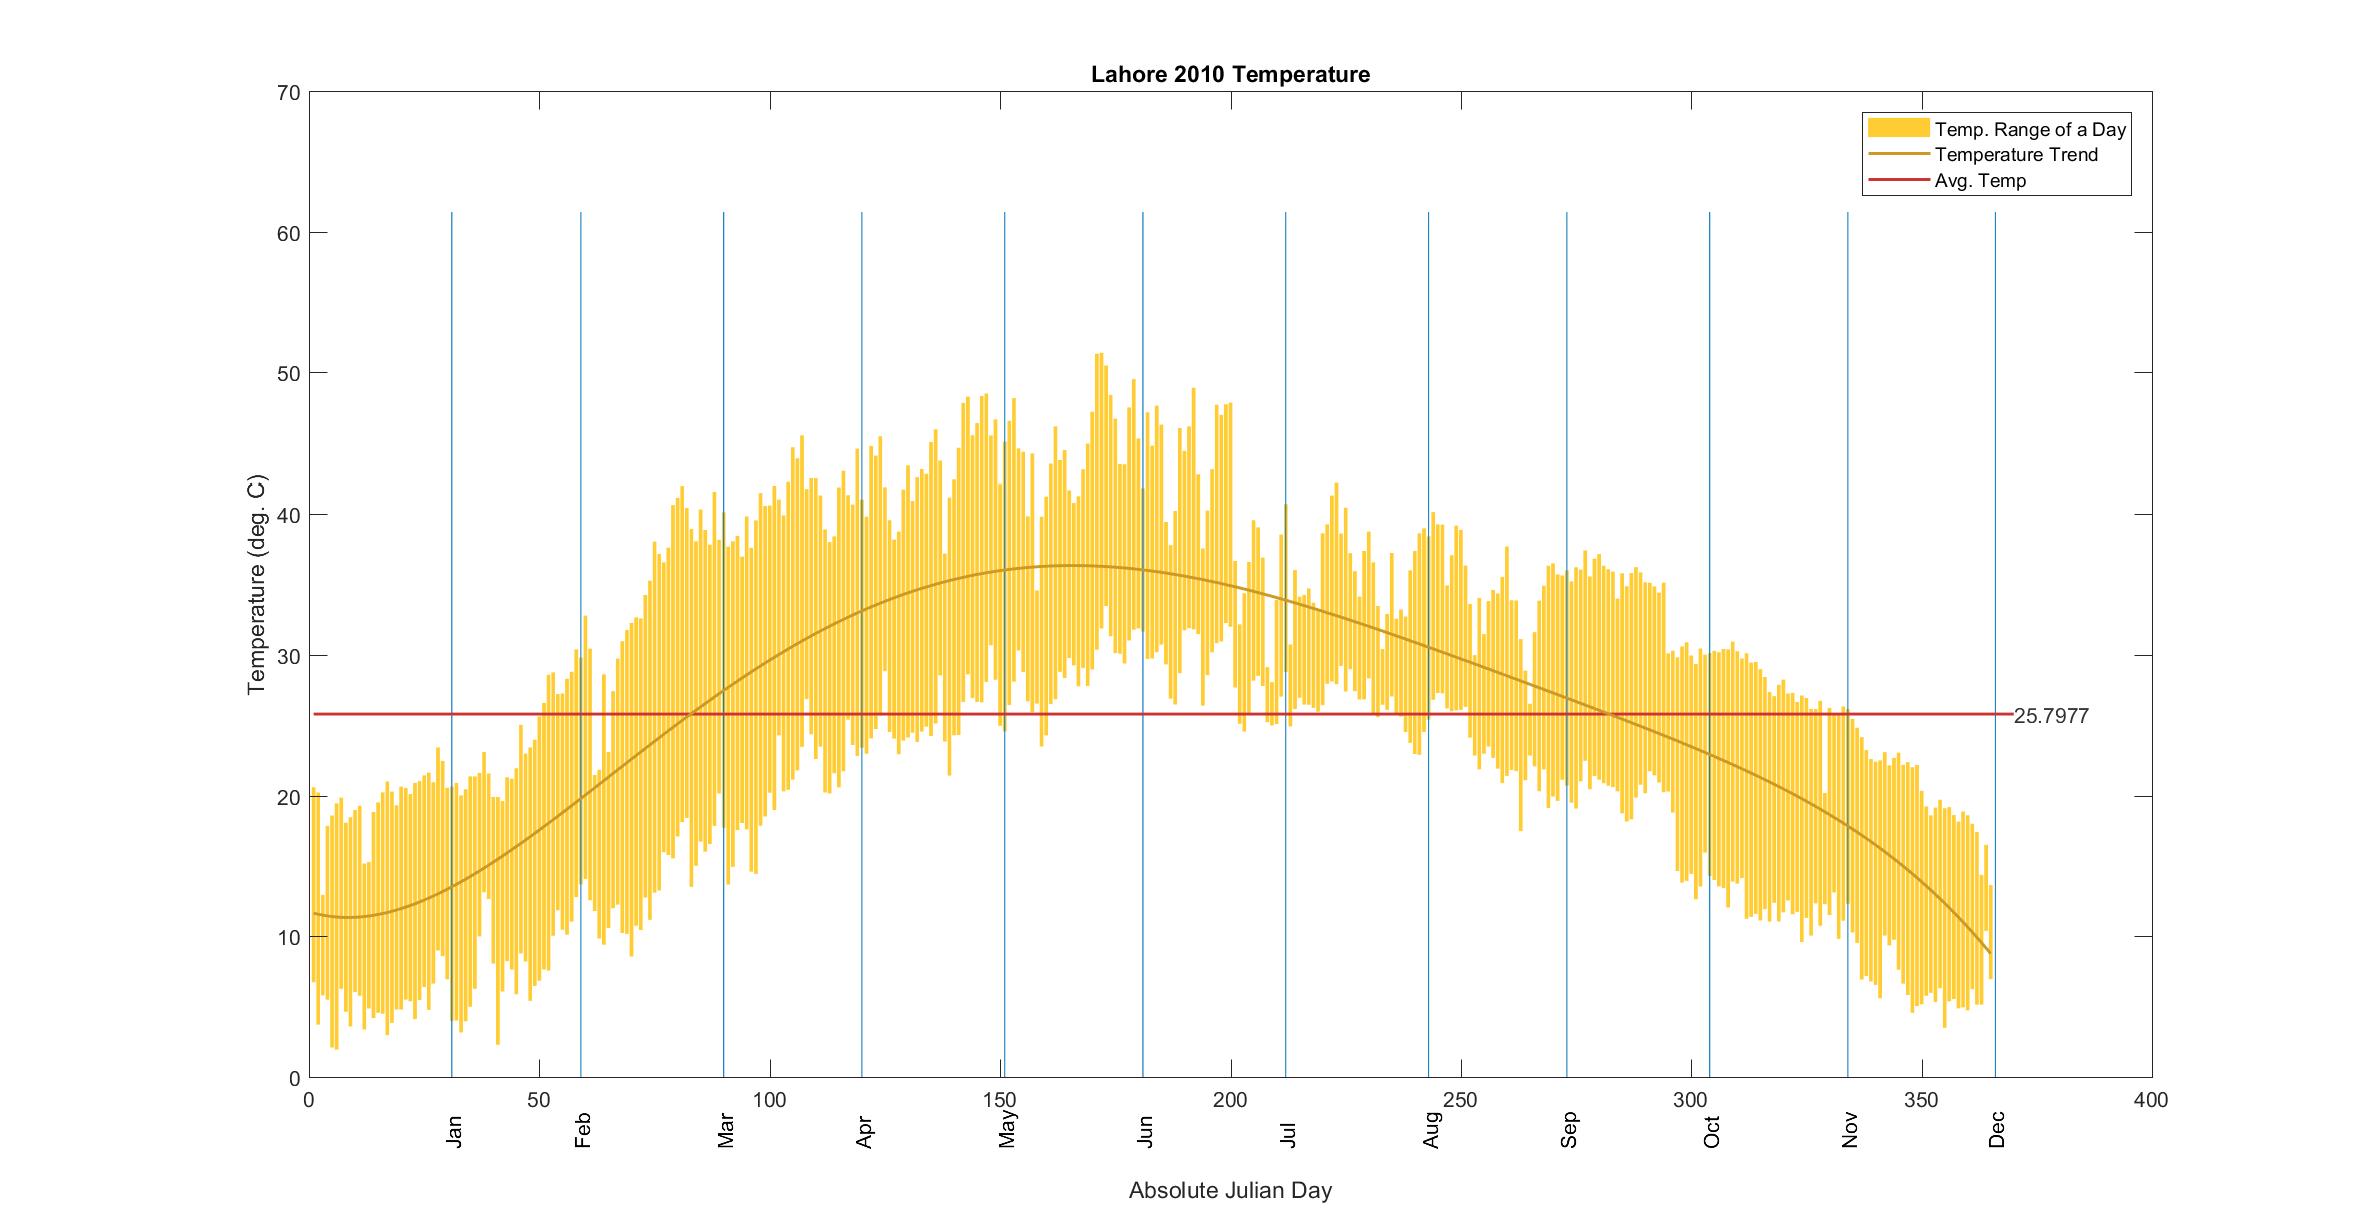 Lahore 2010 Temperature
70
60
50
40
30
20
10
0
Temperature (deg. C)
Temp. Range of a Day
Temperature Trend
Avg. Temp
25.7977
0 50 100 150 200 250 300 350 400
Jan Feb Mar Apr May Jun Jul Aug Sep Oct Nov Dec
Absolute Julian Day